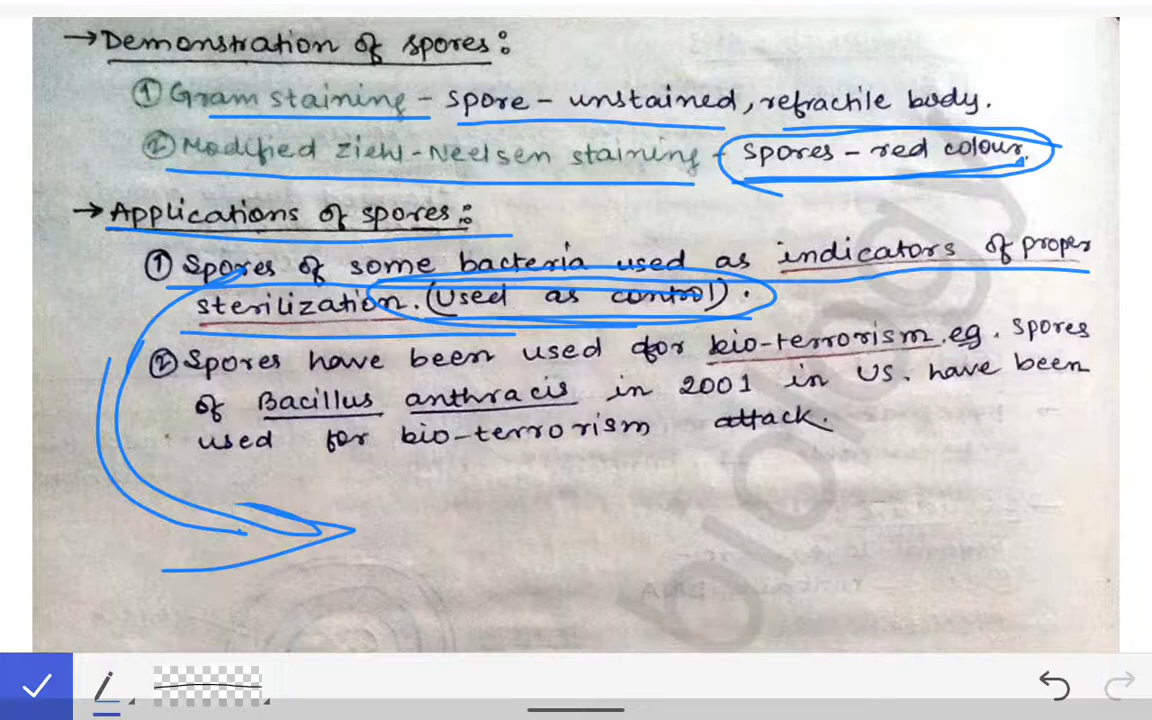 →Demonstration of spores:
① Gram staining - spore - unstained, refractile body.
② Modified Ziehl-Neelsen staining - spores - red colour.
→ Applications of spores:
① Spores of some bacteria used as indicators of proper
sterilization. (Used as control).
② Spores have been used for bio-terrorism. eg. spores
of Bacillus anthracis in 2001 in US. have been
used for bio-terrorism attack.
biology